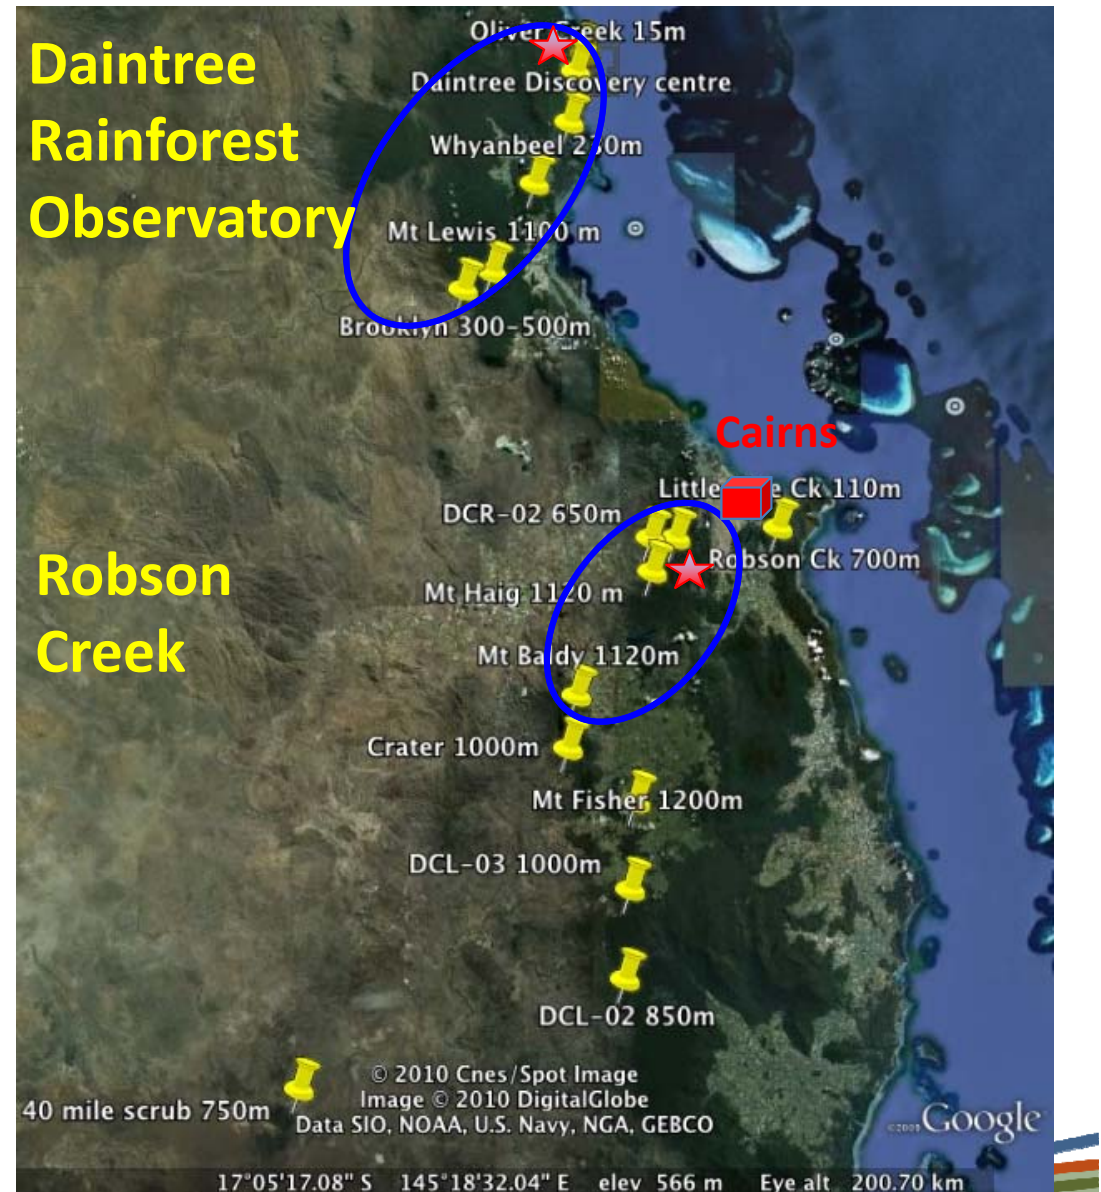 Oliver Creek 15m
Daintree
Rainforest
Observatory
Daintree Discovery centre
Whyanbeel 230m
Mt Lewis 1100 m
Brooklyn 300-500m
Cairns
Little Ck 110m
DCR-02 650m
Robson
Creek
Robson Ck 700m
Mt Haig 1120 m
Mt Baldy 1120m
Crater 1000m
Mt Fisher 1200m
DCL-03 1000m
DCL-02 850m
40 mile scrub 750m
© 2010 Cnes/Spot Image
Image © 2010 DigitalGlobe
Data SIO, NOAA, U.S. Navy, NGA, GEBCO
©2009 Google
17°05'17.08" S 145°18'32.04" E elev 566 m Eye alt 200.70 km